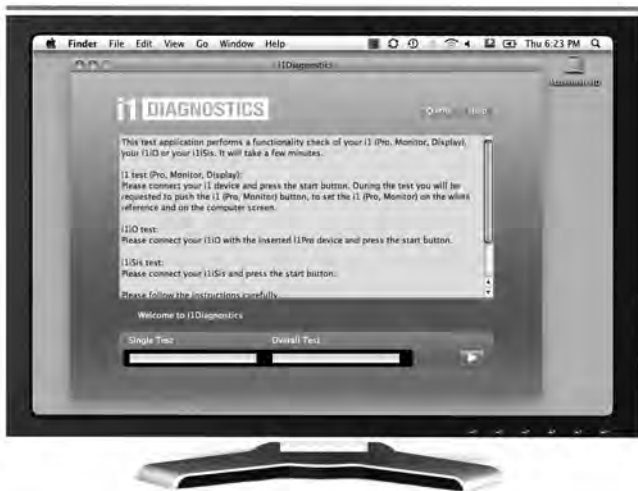 Finder File Edit View Go Window Help Thu 6:23 PM
i1Diagnostics
i1 DIAGNOSTICS
Help
This test application performs a functionality check of your i1 (Pro, Monitor, Display),
your i1iO or your i1iSis. It will take a few minutes.
i1 test (Pro, Monitor, Display):
Please connect your i1 device and press the start button. During the test you will be
requested to push the i1 (Pro, Monitor) button, to set the i1 (Pro, Monitor) on the white
reference and on the computer screen.
i1iO test:
Please connect your i1iO with the inserted i1Pro device and press the start button.
i1iSis test:
Please connect your i1iSis and press the start button.
Please follow the instructions carefully
Welcome to i1Diagnostics
Single Test Overall Test